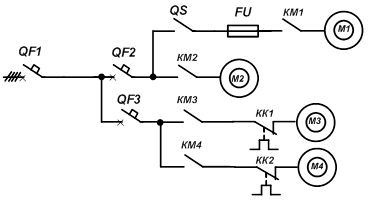 QS FU KM1
M1
QF1 QF2 KM2
M2
QF3 KM3 KK1
M3
KM4 KK2
M4